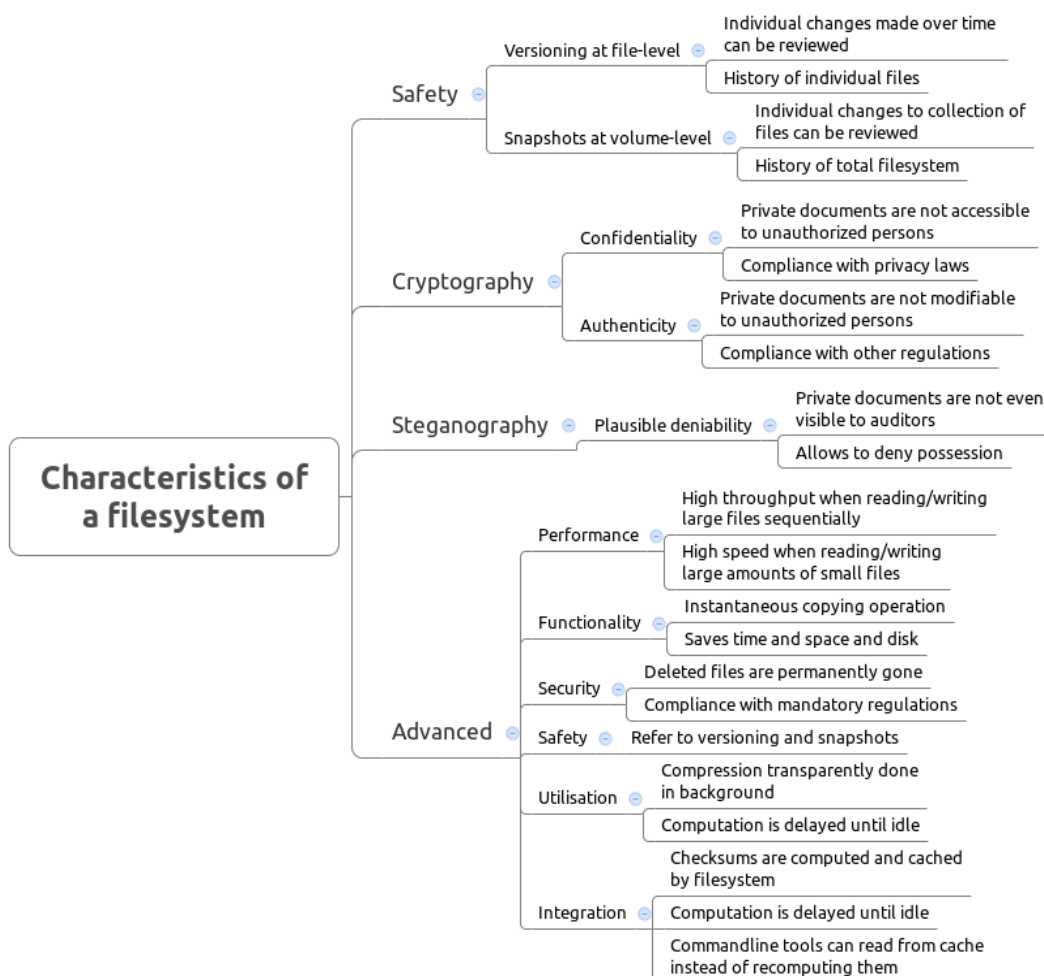 Characteristics of
a filesystem
Safety
Versioning at file-level
Individual changes made over time
can be reviewed
History of individual files
Snapshots at volume-level
Individual changes to collection of
files can be reviewed
History of total filesystem
Cryptography
Confidentiality
Private documents are not accessible
to unauthorized persons
Compliance with privacy laws
Authenticity
Private documents are not modifiable
to unauthorized persons
Compliance with other regulations
Steganography
Plausible deniability
Private documents are not even
visible to auditors
Allows to deny possession
Advanced
Performance
High throughput when reading/writing
large files sequentially
High speed when reading/writing
large amounts of small files
Functionality
Instantaneous copying operation
Saves time and space and disk
Security
Deleted files are permanently gone
Compliance with mandatory regulations
Safety
Refer to versioning and snapshots
Utilisation
Compression transparently done
in background
Computation is delayed until idle
Integration
Checksums are computed and cached
by filesystem
Computation is delayed until idle
Commandline tools can read from cache
instead of recomputing them